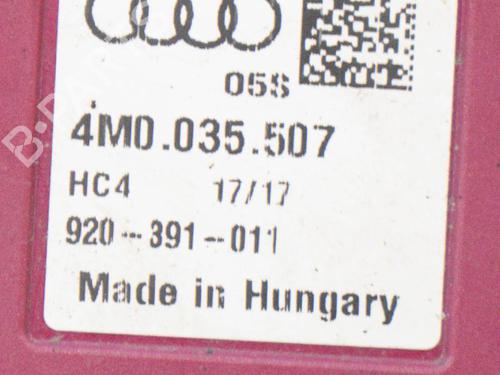 05S
4M0.035.507
HC4 17/17
920-391-011
Made in Hungary